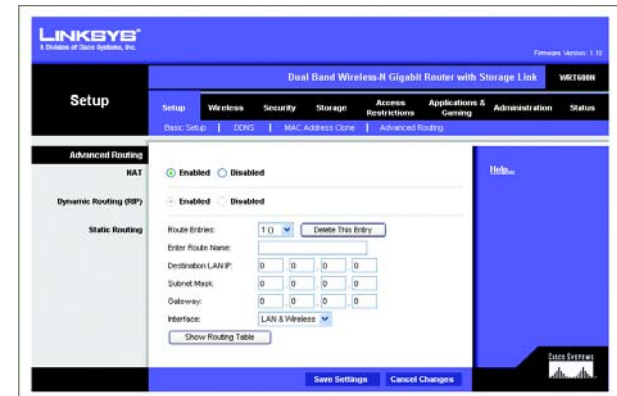 LINKSYS®
A Division of Cisco Systems, Inc.
Firmware Version: 1.10
Dual Band Wireless-N Gigabit Router with Storage Link WRT600N
Setup
Setup Wireless Security Storage Access Restrictions Applications & Gaming Administration Status
Basic Setup | DDNS | MAC Address Clone | Advanced Routing
Advanced Routing
NAT Enabled Disabled
Help...
Dynamic Routing (RIP) Enabled Disabled
Static Routing Route Entries: 1 () Delete This Entry
Enter Route Name:
Destination LAN IP: 0 . 0 . 0 . 0
Subnet Mask: 0 . 0 . 0 . 0
Gateway: 0 . 0 . 0 . 0
Interface: LAN & Wireless
Show Routing Table
Cisco Systems
Save Settings Cancel Changes